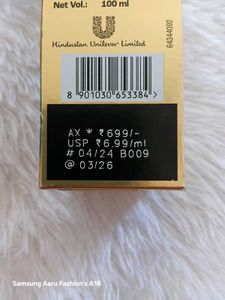 Net Vol.: 100 ml
Hindustan Unilever Limited
64344092
8 901030 653384 >
AX * ₹699/-
USP ₹6.99/ml
# 04/24 B009
@ 03/26
Samsung Aaru Fashion's A16